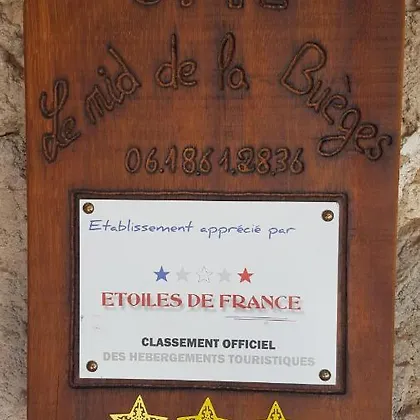 Le mid de la Buèges
06.18.61.28.36
Etablissement apprécié par
ETOILES DE FRANCE
CLASSEMENT OFFICIEL
DES HEBERGEMENTS TOURISTIQUES